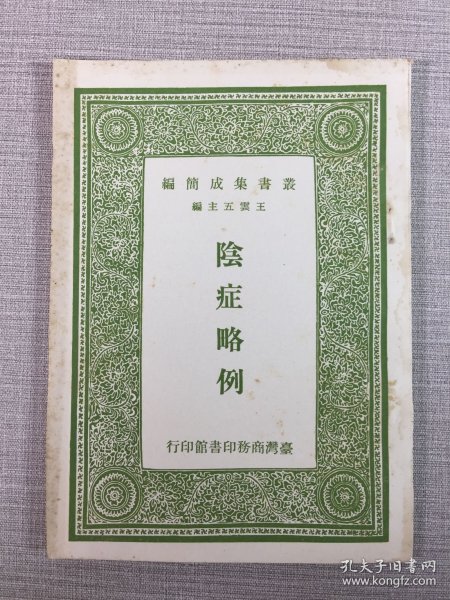 叢書集成簡編
王雲五主編
陰症略例
臺灣商務印書館印行
孔夫子旧书网
www.kongfz.com